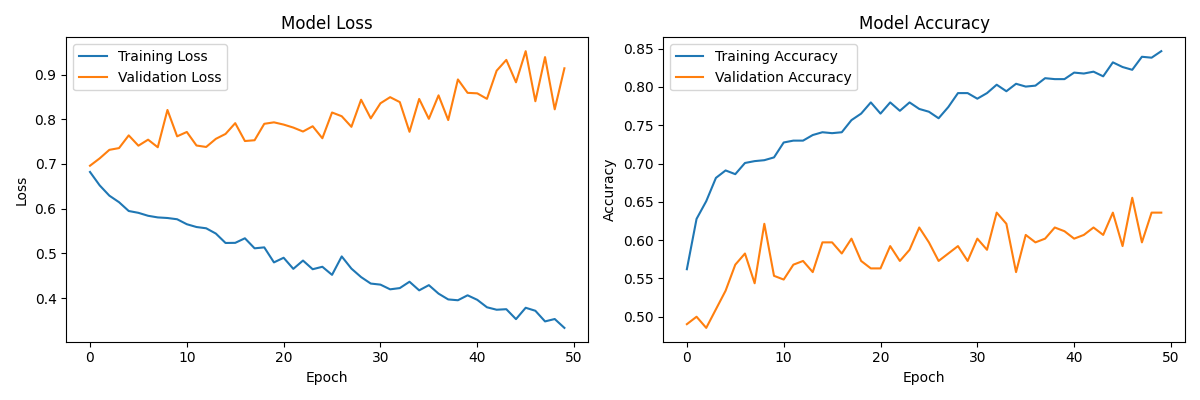 Model Loss
Training Loss
Validation Loss
0.9
0.8
0.7
0.6
0.5
0.4
Loss
0 10 20 30 40 50
Epoch
Model Accuracy
Training Accuracy
Validation Accuracy
0.85
0.80
0.75
0.70
0.65
0.60
0.55
0.50
Accuracy
0 10 20 30 40 50
Epoch